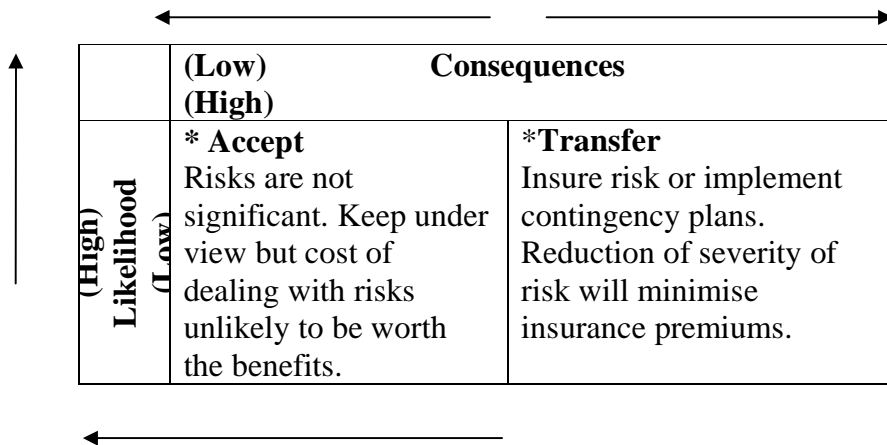 (Low) Consequences
(High)
(High)
Likelihood
(Low)
* Accept
Risks are not
significant. Keep under
view but cost of
dealing with risks
unlikely to be worth
the benefits.
*Transfer
Insure risk or implement
contingency plans.
Reduction of severity of
risk will minimise
insurance premiums.